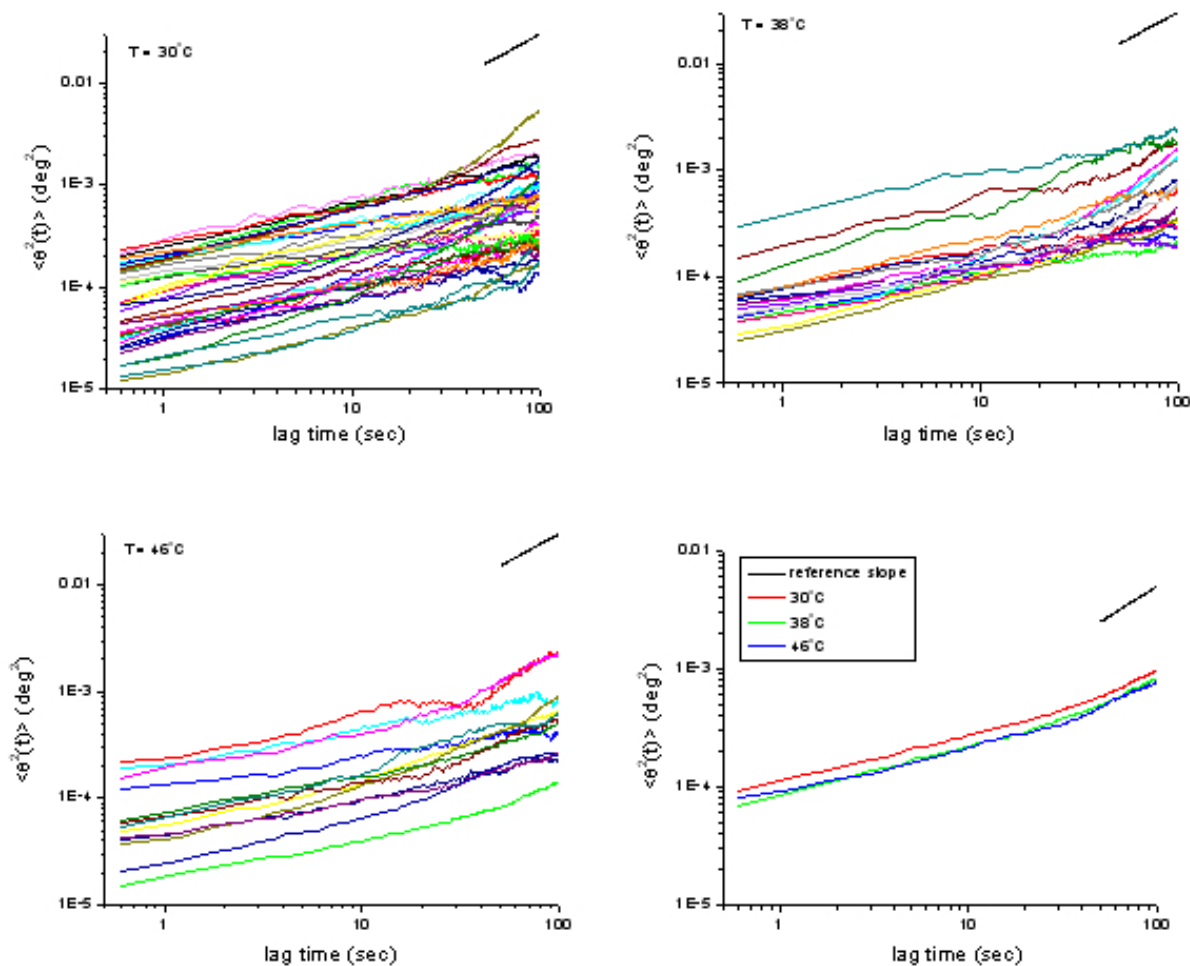 T = 30°C
0.01
1E-3
1E-4
1E-5
1
10
100
lag time (sec)
<θ²(t)> (deg²)
T = 38°C
0.01
1E-3
1E-4
1E-5
1
10
100
lag time (sec)
<θ²(t)> (deg²)
T = 46°C
0.01
1E-3
1E-4
1E-5
1
10
100
lag time (sec)
<θ²(t)> (deg²)
reference slope
30°C
38°C
46°C
0.01
1E-3
1E-4
1E-5
1
10
100
lag time (sec)
<θ²(t)> (deg²)